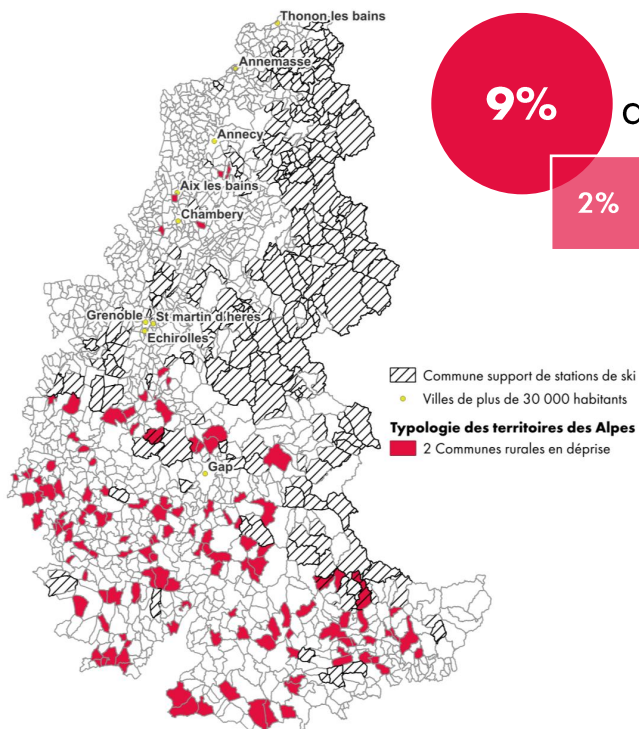 Thonon les bains
Annemasse
9%
Annecy
2%
Aix les bains
Chambery
Grenoble
St martin d'heres
Echirolles
Commune support de stations de ski
Villes de plus de 30 000 habitants
Typologie des territoires des Alpes
2 Communes rurales en déprise
Gap